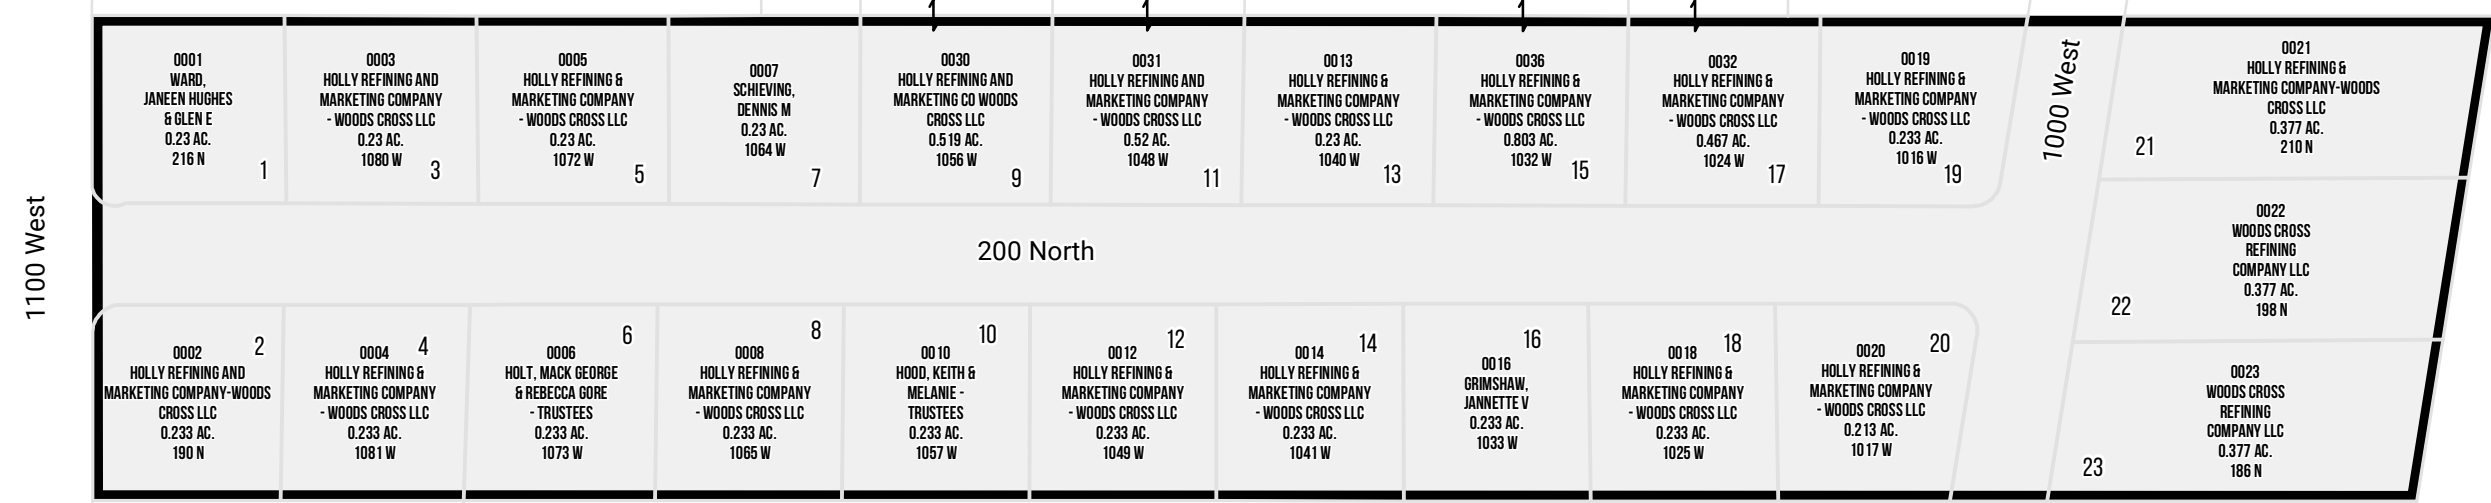 0001
WARD,
JANEEN HUGHES
& GLEN E
0.23 AC.
216 N
1
0003
HOLLY REFINING AND
MARKETING COMPANY
- WOODS CROSS LLC
0.23 AC.
1080 W
3
0005
HOLLY REFINING &
MARKETING COMPANY
- WOODS CROSS LLC
0.23 AC.
1072 W
5
0007
SCHIEVING,
DENNIS M
0.23 AC.
1064 W
7
0030
HOLLY REFINING AND
MARKETING CO WOODS
CROSS LLC
0.519 AC.
1056 W
9
0031
HOLLY REFINING AND
MARKETING COMPANY
- WOODS CROSS LLC
0.52 AC.
1048 W
11
0013
HOLLY REFINING &
MARKETING COMPANY
- WOODS CROSS LLC
0.23 AC.
1040 W
13
0036
HOLLY REFINING &
MARKETING COMPANY
- WOODS CROSS LLC
0.803 AC.
1032 W
15
0032
HOLLY REFINING &
MARKETING COMPANY
- WOODS CROSS LLC
0.467 AC.
1024 W
17
0019
HOLLY REFINING &
MARKETING COMPANY
- WOODS CROSS LLC
0.233 AC.
1016 W
19
1000 West
0021
HOLLY REFINING &
MARKETING COMPANY-WOODS
CROSS LLC
0.377 AC.
210 N
21
1100 West
200 North
0022
WOODS CROSS
REFINING
COMPANY LLC
0.377 AC.
198 N
22
0002
HOLLY REFINING AND
MARKETING COMPANY-WOODS
CROSS LLC
0.233 AC.
190 N
2
0004
HOLLY REFINING &
MARKETING COMPANY
- WOODS CROSS LLC
0.233 AC.
1081 W
4
0006
HOLT, MACK GEORGE
& REBECCA GORE
- TRUSTEES
0.233 AC.
1073 W
6
0008
HOLLY REFINING &
MARKETING COMPANY
- WOODS CROSS LLC
0.233 AC.
1065 W
8
0010
HOOD, KEITH &
MELANIE -
TRUSTEES
0.233 AC.
1057 W
10
0012
HOLLY REFINING &
MARKETING COMPANY
- WOODS CROSS LLC
0.233 AC.
1049 W
12
0014
HOLLY REFINING &
MARKETING COMPANY
- WOODS CROSS LLC
0.233 AC.
1041 W
14
0016
GRIMSHAW,
JANNETTE V
0.233 AC.
1033 W
16
0018
HOLLY REFINING &
MARKETING COMPANY
- WOODS CROSS LLC
0.233 AC.
1025 W
18
0020
HOLLY REFINING &
MARKETING COMPANY
- WOODS CROSS LLC
0.213 AC.
1017 W
20
0023
WOODS CROSS
REFINING
COMPANY LLC
0.377 AC.
186 N
23